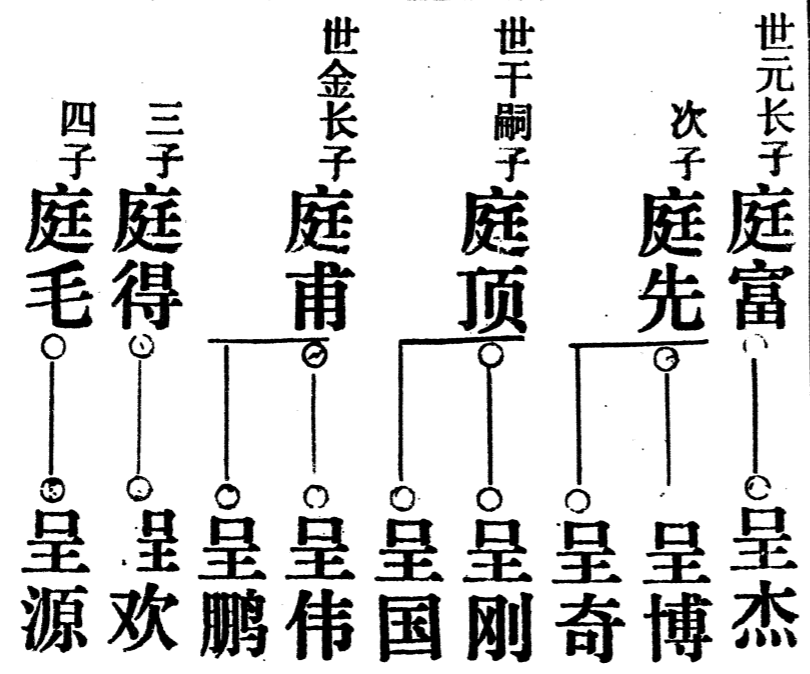 世元长子庭富
次子庭先
世干嗣子庭顶
世金长子庭甫
三子庭得
四子庭毛
呈杰
呈博
呈奇
呈刚
呈国
呈伟
呈鹏
呈欢
呈源